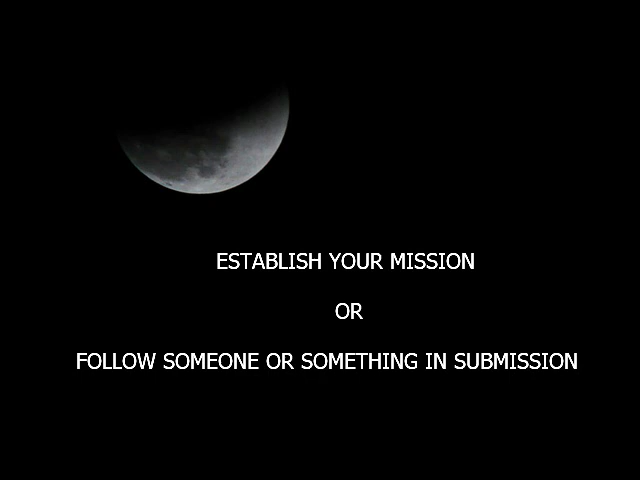 ESTABLISH YOUR MISSION
OR
FOLLOW SOMEONE OR SOMETHING IN SUBMISSION